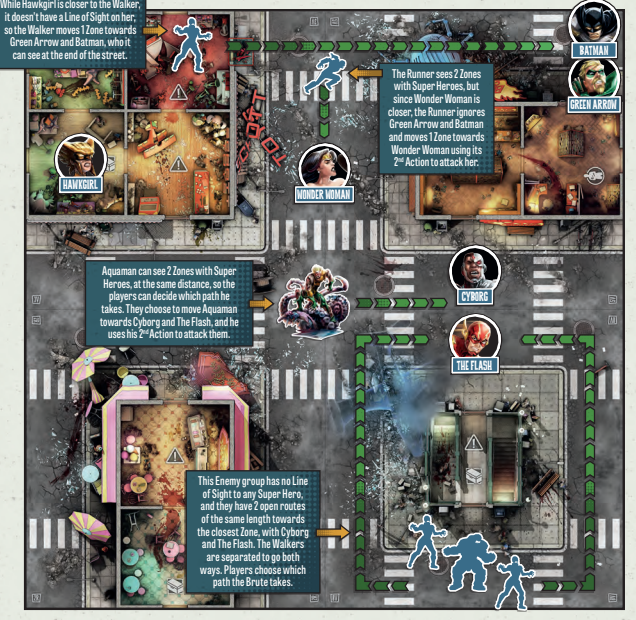 While Hawkgirl is closer to the Walker,
it doesn't have a Line of Sight on her,
so the Walker moves 1 Zone towards
Green Arrow and Batman, who it
can see at the end of the street.
BATMAN
GREEN ARROW
The Runner sees 2 Zones
with Super Heroes, but
since Wonder Woman is
closer, the Runner ignores
Green Arrow and Batman
and moves 1 Zone towards
Wonder Woman using its
2nd Action to attack her.
HAWKGIRL
WONDER WOMAN
Aquaman can see 2 Zones with Super
Heroes, at the same distance, so the
players can decide which path he
takes. They choose to move Aquaman
towards Cyborg and The Flash, and he
uses his 2nd Action to attack them.
CYBORG
THE FLASH
This Enemy group has no Line
of Sight to any Super Hero,
and they have 2 open routes
of the same length towards
the closest Zone, with Cyborg
and The Flash. The Walkers
are separated to go both
ways. Players choose which
path the Brute takes.